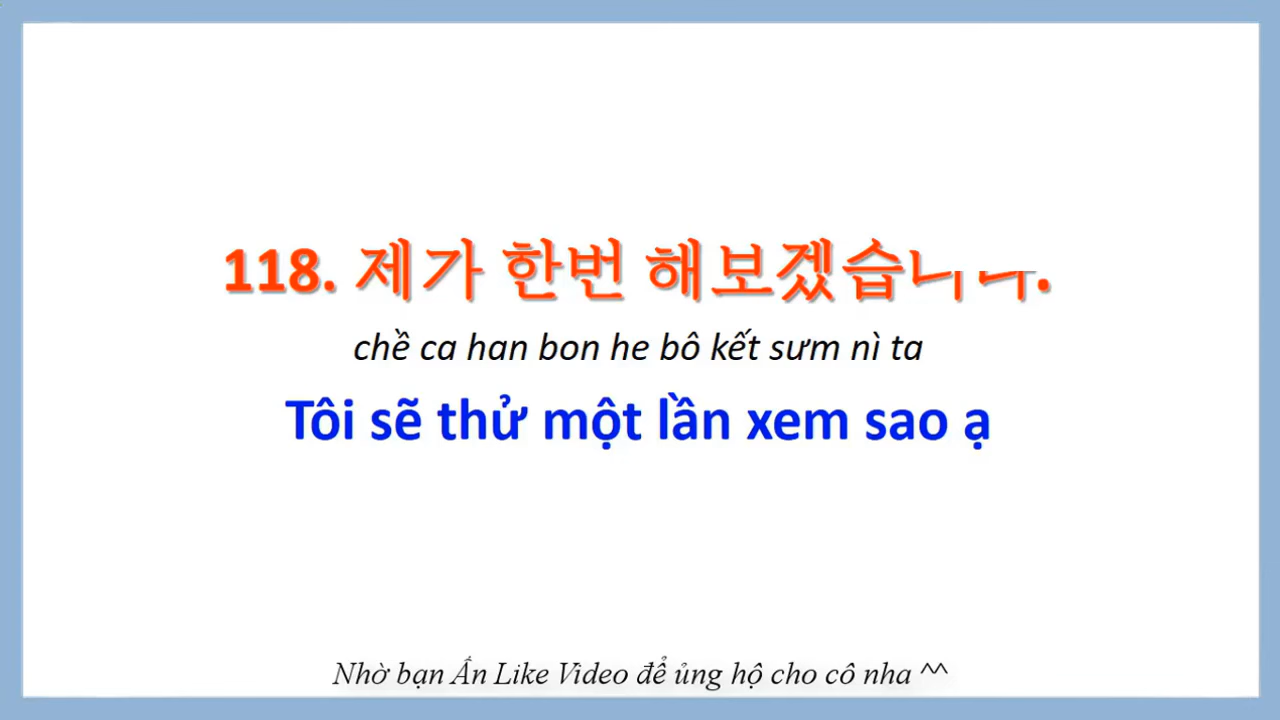 118. 제가 한번 해보겠습니다.
chề ca han bon he bô kết sưm nì ta
Tôi sẽ thử một lần xem sao ạ
Nhờ bạn Ấn Like Video để ủng hộ cho cô nha ^^